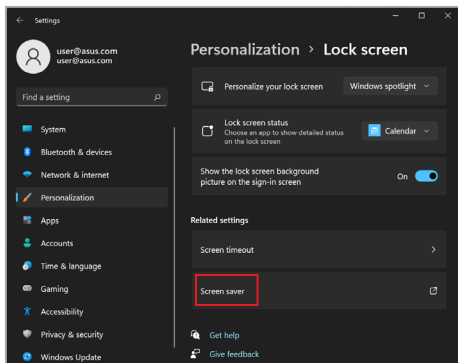 Settings
user@asus.com
user@asus.com
Find a setting
System
Bluetooth & devices
Network & internet
Personalization
Apps
Accounts
Time & language
Gaming
Accessibility
Privacy & security
Windows Update
Personalization > Lock screen
Personalize your lock screen
Windows spotlight
Lock screen status
Choose an app to show detailed status
on the lock screen
Calendar
Show the lock screen background
picture on the sign-in screen
On
Related settings
Screen timeout
Screen saver
Get help
Give feedback